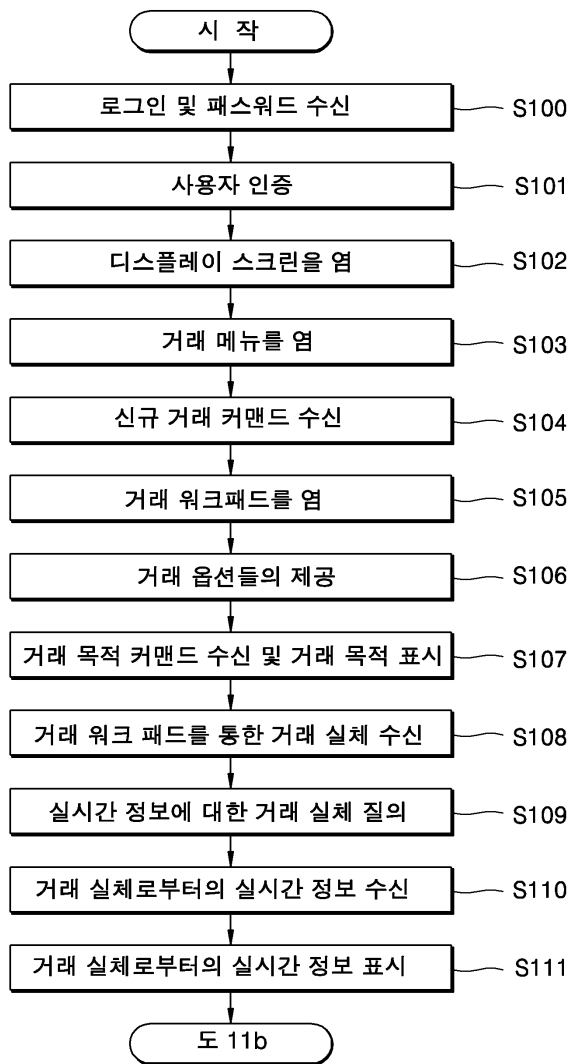 시 작
로그인 및 패스워드 수신
S100
사용자 인증
S101
디스플레이 스크린을 염
S102
거래 메뉴를 염
S103
신규 거래 커맨드 수신
S104
거래 워크패드를 염
S105
거래 옵션들의 제공
S106
거래 목적 커맨드 수신 및 거래 목적 표시
S107
거래 워크 패드를 통한 거래 실체 수신
S108
실시간 정보에 대한 거래 실체 질의
S109
거래 실체로부터의 실시간 정보 수신
S110
거래 실체로부터의 실시간 정보 표시
S111
도 11b